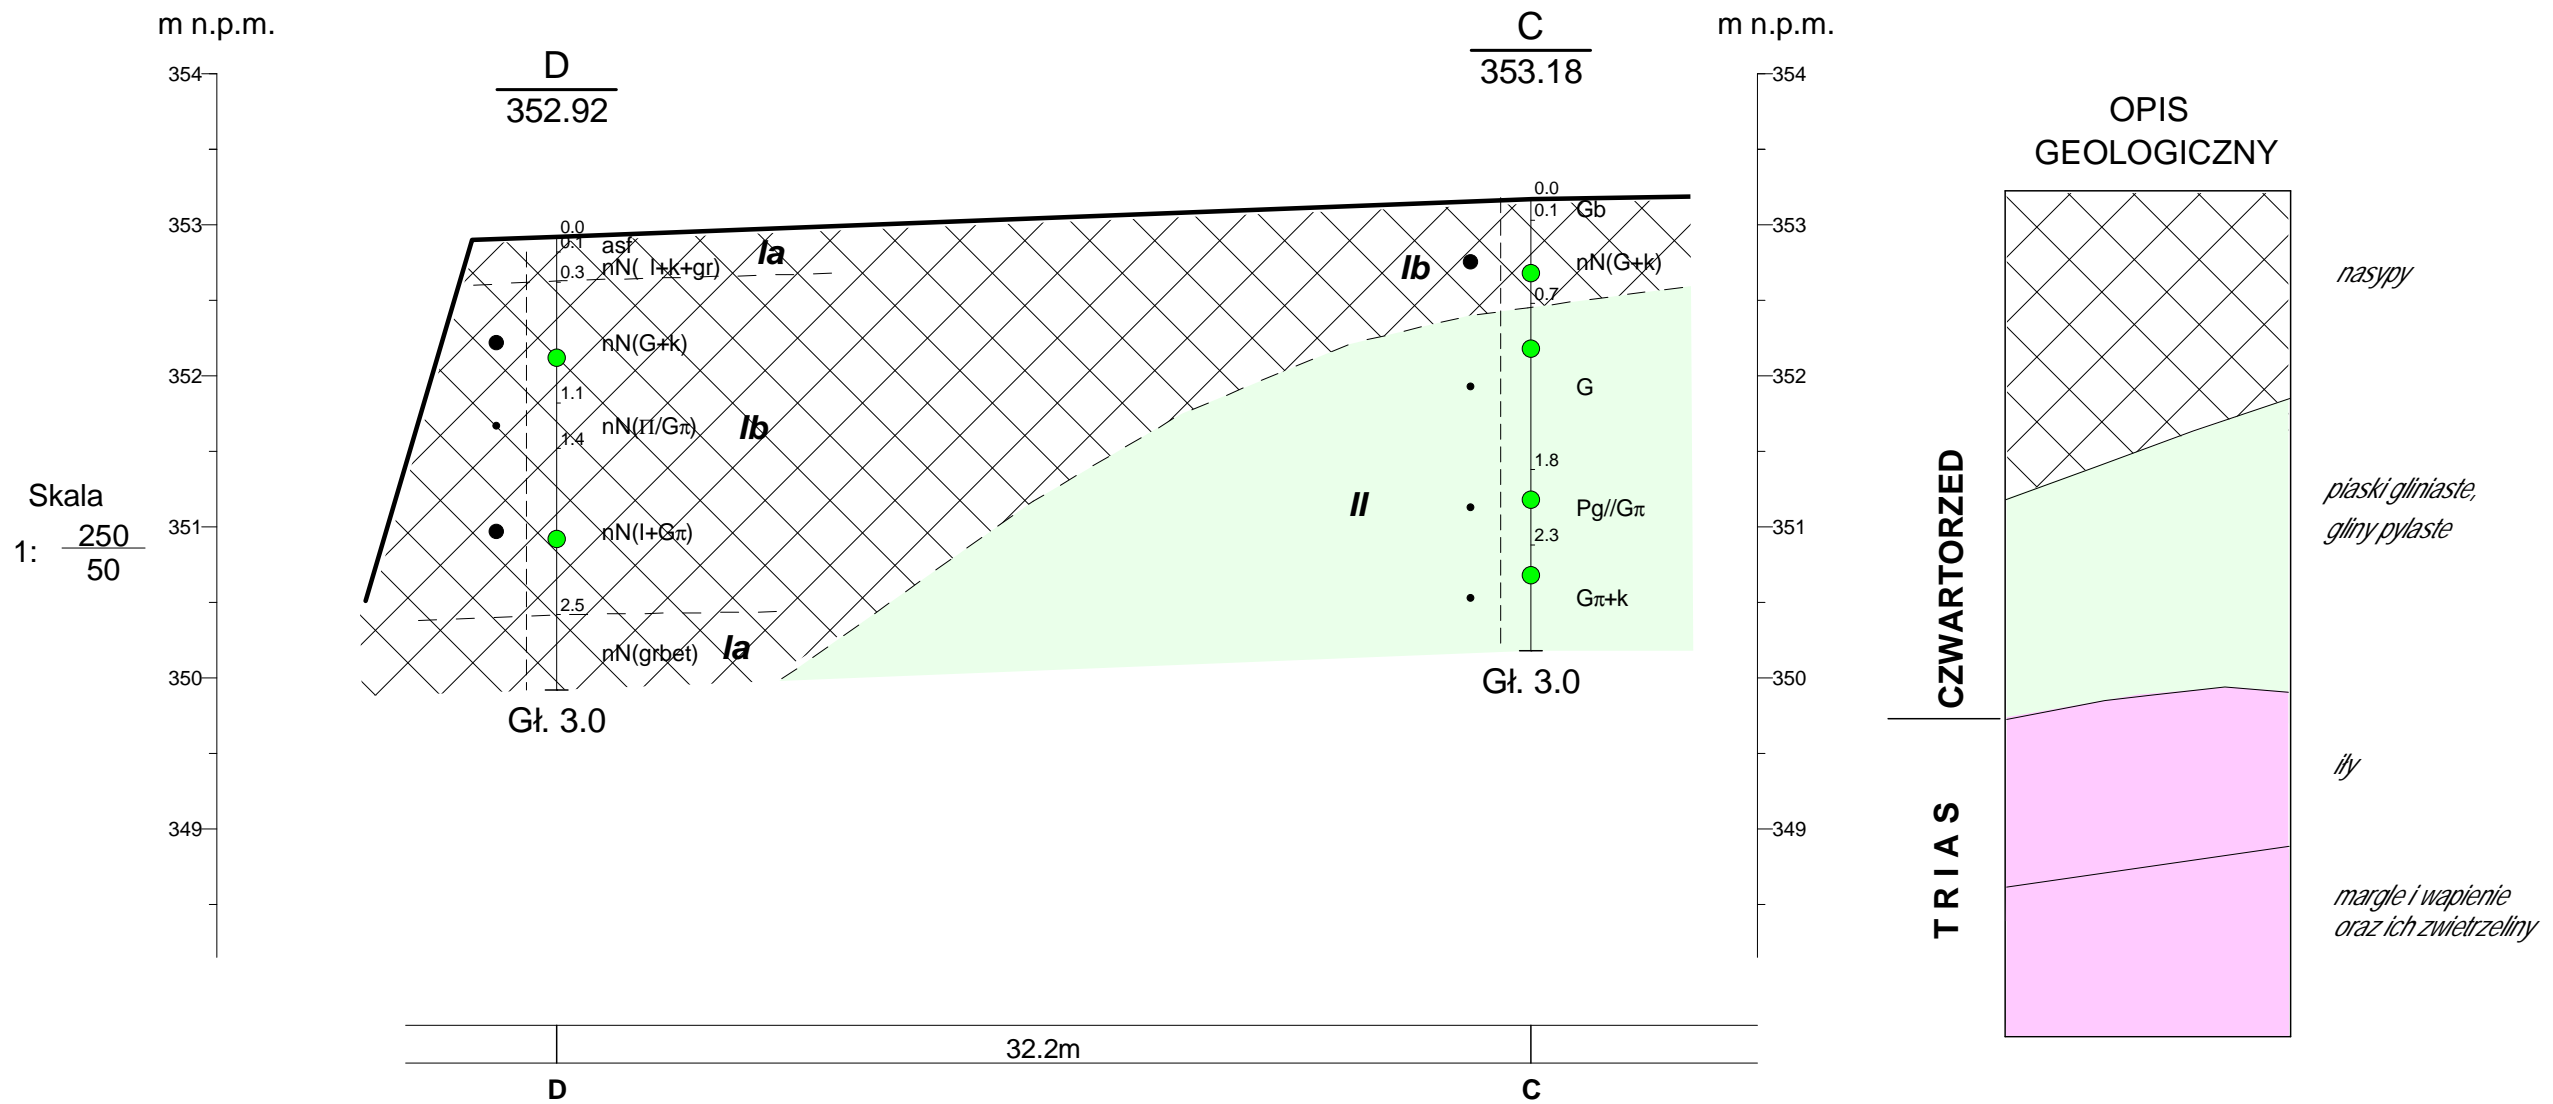 m n.p.m.
m n.p.m.
D
352.92
C
353.18
354
353
352
351
350
349
354
353
352
351
350
349
Skala
1: 250
50
0.0
0.1
asf
0.3
nN( I+k+gr)
Ia
nN(G+k)
1.1
nN(Π/Gπ)
Ib
1.4
nN(I+Gπ)
2.5
nN(grbet)
Ia
Gł. 3.0
0.0
0.1
Gb
Ib
nN(G+k)
0.7
G
1.8
II
Pg//Gπ
2.3
Gπ+k
Gł. 3.0
32.2m
D
C
OPIS
GEOLOGICZNY
nasypy
piaski gliniaste,
gliny pylaste
iły
margle i wapienie
oraz ich zwietrzeliny
CZWARTORZED
TRIAS